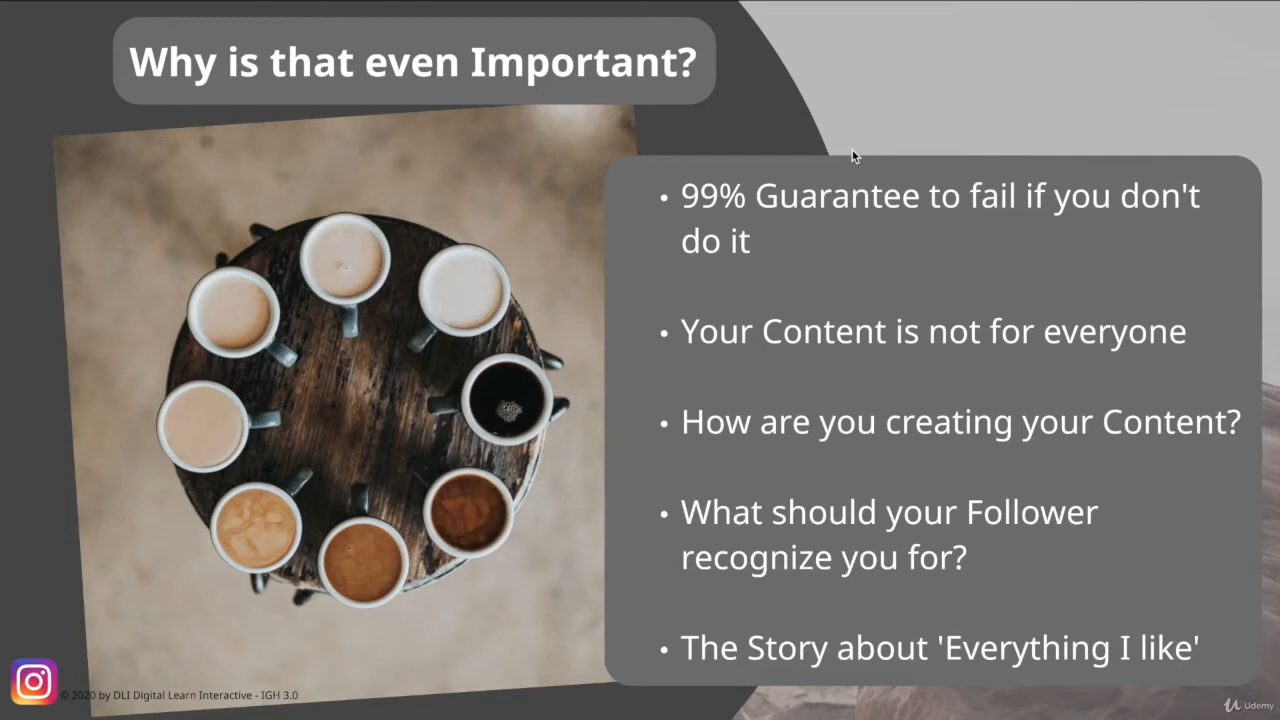 Why is that even Important?
• 99% Guarantee to fail if you don't
do it
• Your Content is not for everyone
• How are you creating your Content?
• What should your Follower
recognize you for?
• The Story about 'Everything I like'
© 2020 by DLI Digital Learn Interactive - IGH 3.0
Udemy